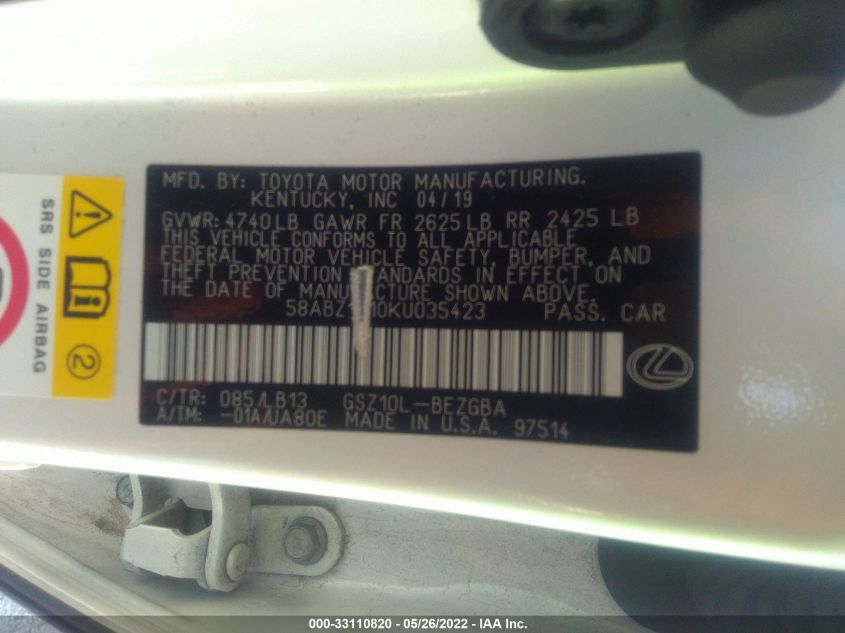 MFD. BY: TOYOTA MOTOR MANUFACTURING.
KENTUCKY, INC 04/19
GVWR: 4740LB GAWR FR 2625LB RR 2425 LB
THIS VEHICLE CONFORMS TO ALL APPLICABLE
FEDERAL MOTOR VEHICLE SAFETY, BUMPER, AND
THEFT PREVENTION STANDARDS IN EFFECT ON
THE DATE OF MANUFACTURE SHOWN ABOVE.
PASS. CAR
C/TR: 085/LB13 GSZ10L-BEZGBA
A/TM: -01A/UA80E MADE IN U.S.A. 97514
SRS SIDE AIRBAG
2
000-33110820 - 05/26/2022 - IAA Inc.